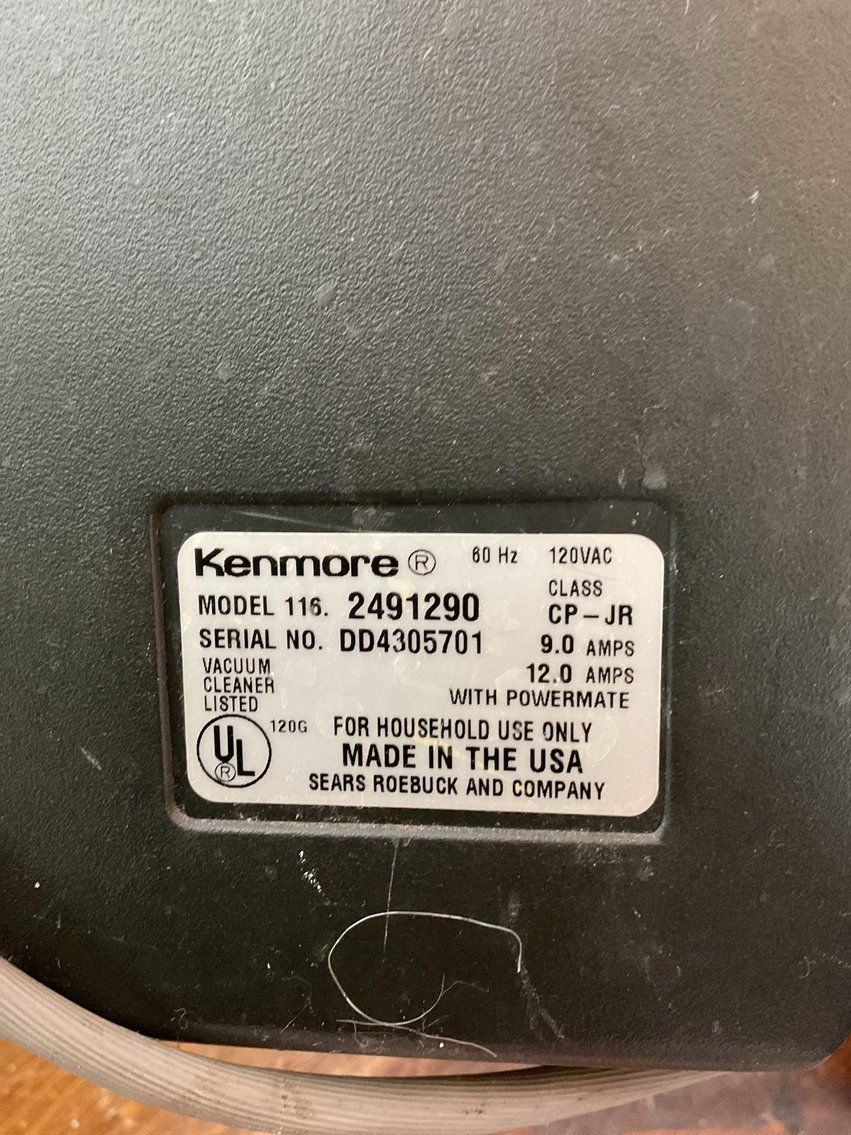 Kenmore ® 60 Hz 120VAC
MODEL 116. 2491290 CLASS CP-JR
SERIAL NO. DD4305701 9.0 AMPS
VACUUM CLEANER LISTED
12.0 AMPS
WITH POWERMATE
UL ® 120G FOR HOUSEHOLD USE ONLY
MADE IN THE USA
SEARS ROEBUCK AND COMPANY